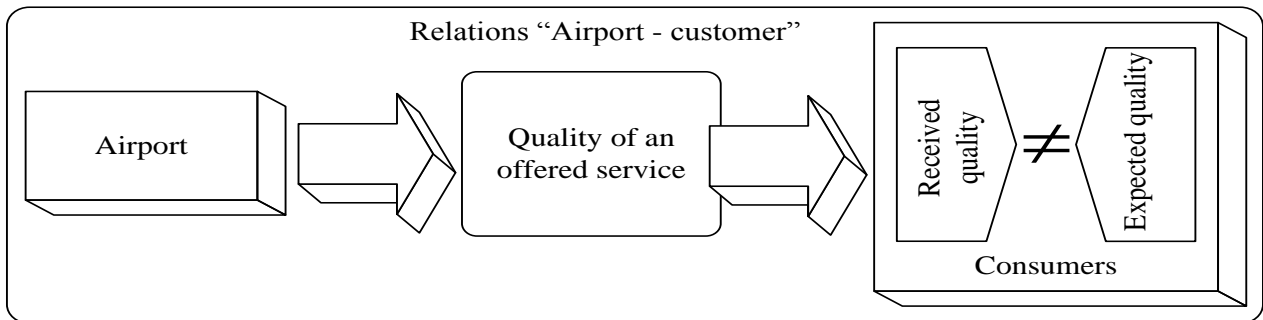 Relations “Airport - customer”
Airport
Quality of an
offered service
Received
quality
≠
Expected quality
Consumers